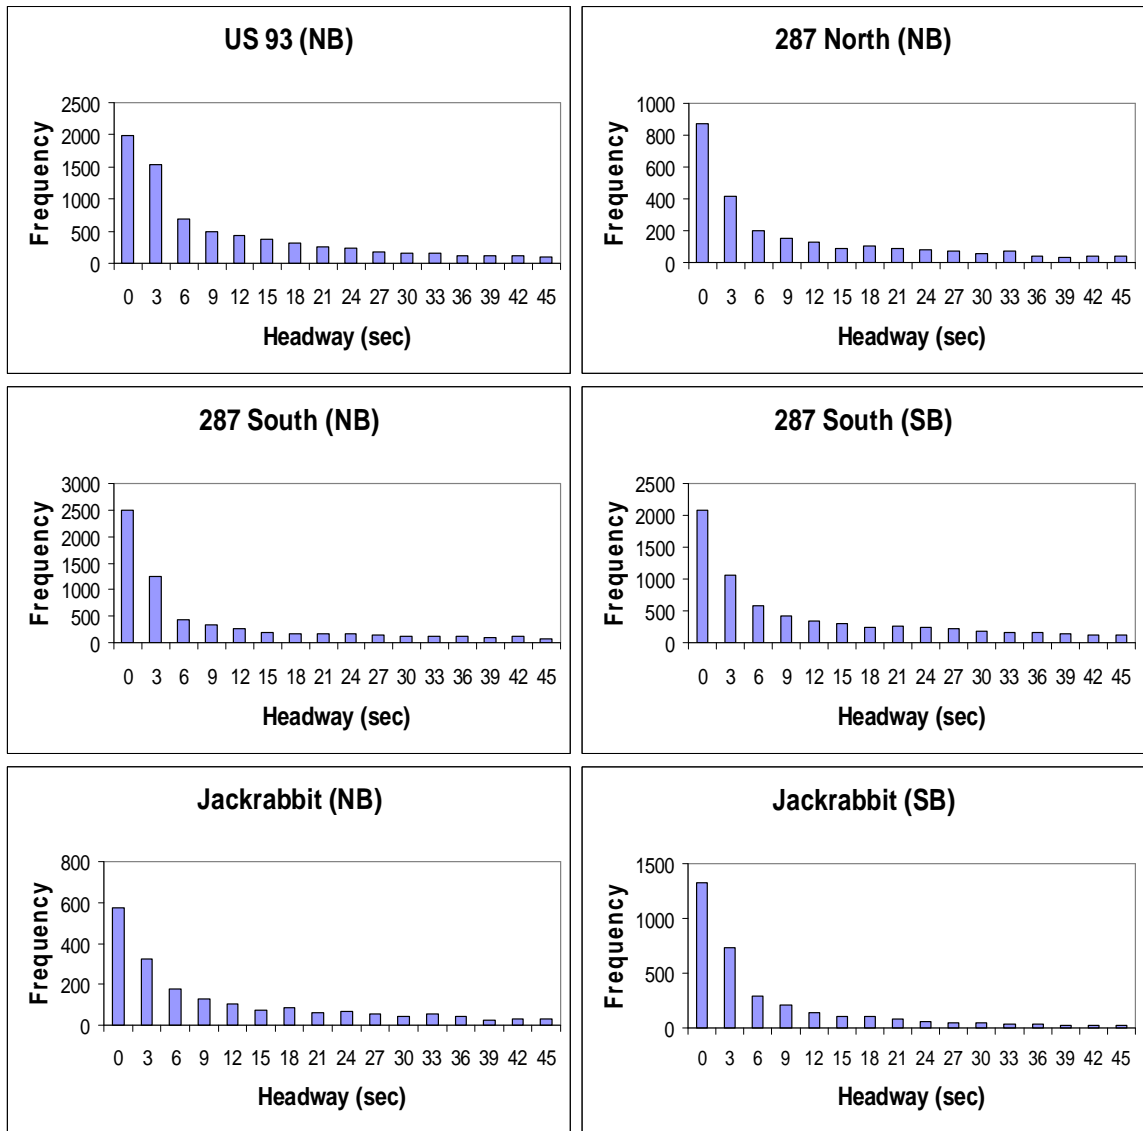 US 93 (NB)
Frequency
2500
2000
1500
1000
500
0
0 3 6 9 12 15 18 21 24 27 30 33 36 39 42 45
Headway (sec)
287 North (NB)
Frequency
1000
800
600
400
200
0
0 3 6 9 12 15 18 21 24 27 30 33 36 39 42 45
Headway (sec)
287 South (NB)
Frequency
3000
2500
2000
1500
1000
500
0
0 3 6 9 12 15 18 21 24 27 30 33 36 39 42 45
Headway (sec)
287 South (SB)
Frequency
2500
2000
1500
1000
500
0
0 3 6 9 12 15 18 21 24 27 30 33 36 39 42 45
Headway (sec)
Jackrabbit (NB)
Frequency
800
600
400
200
0
0 3 6 9 12 15 18 21 24 27 30 33 36 39 42 45
Headway (sec)
Jackrabbit (SB)
Frequency
1500
1000
500
0
0 3 6 9 12 15 18 21 24 27 30 33 36 39 42 45
Headway (sec)